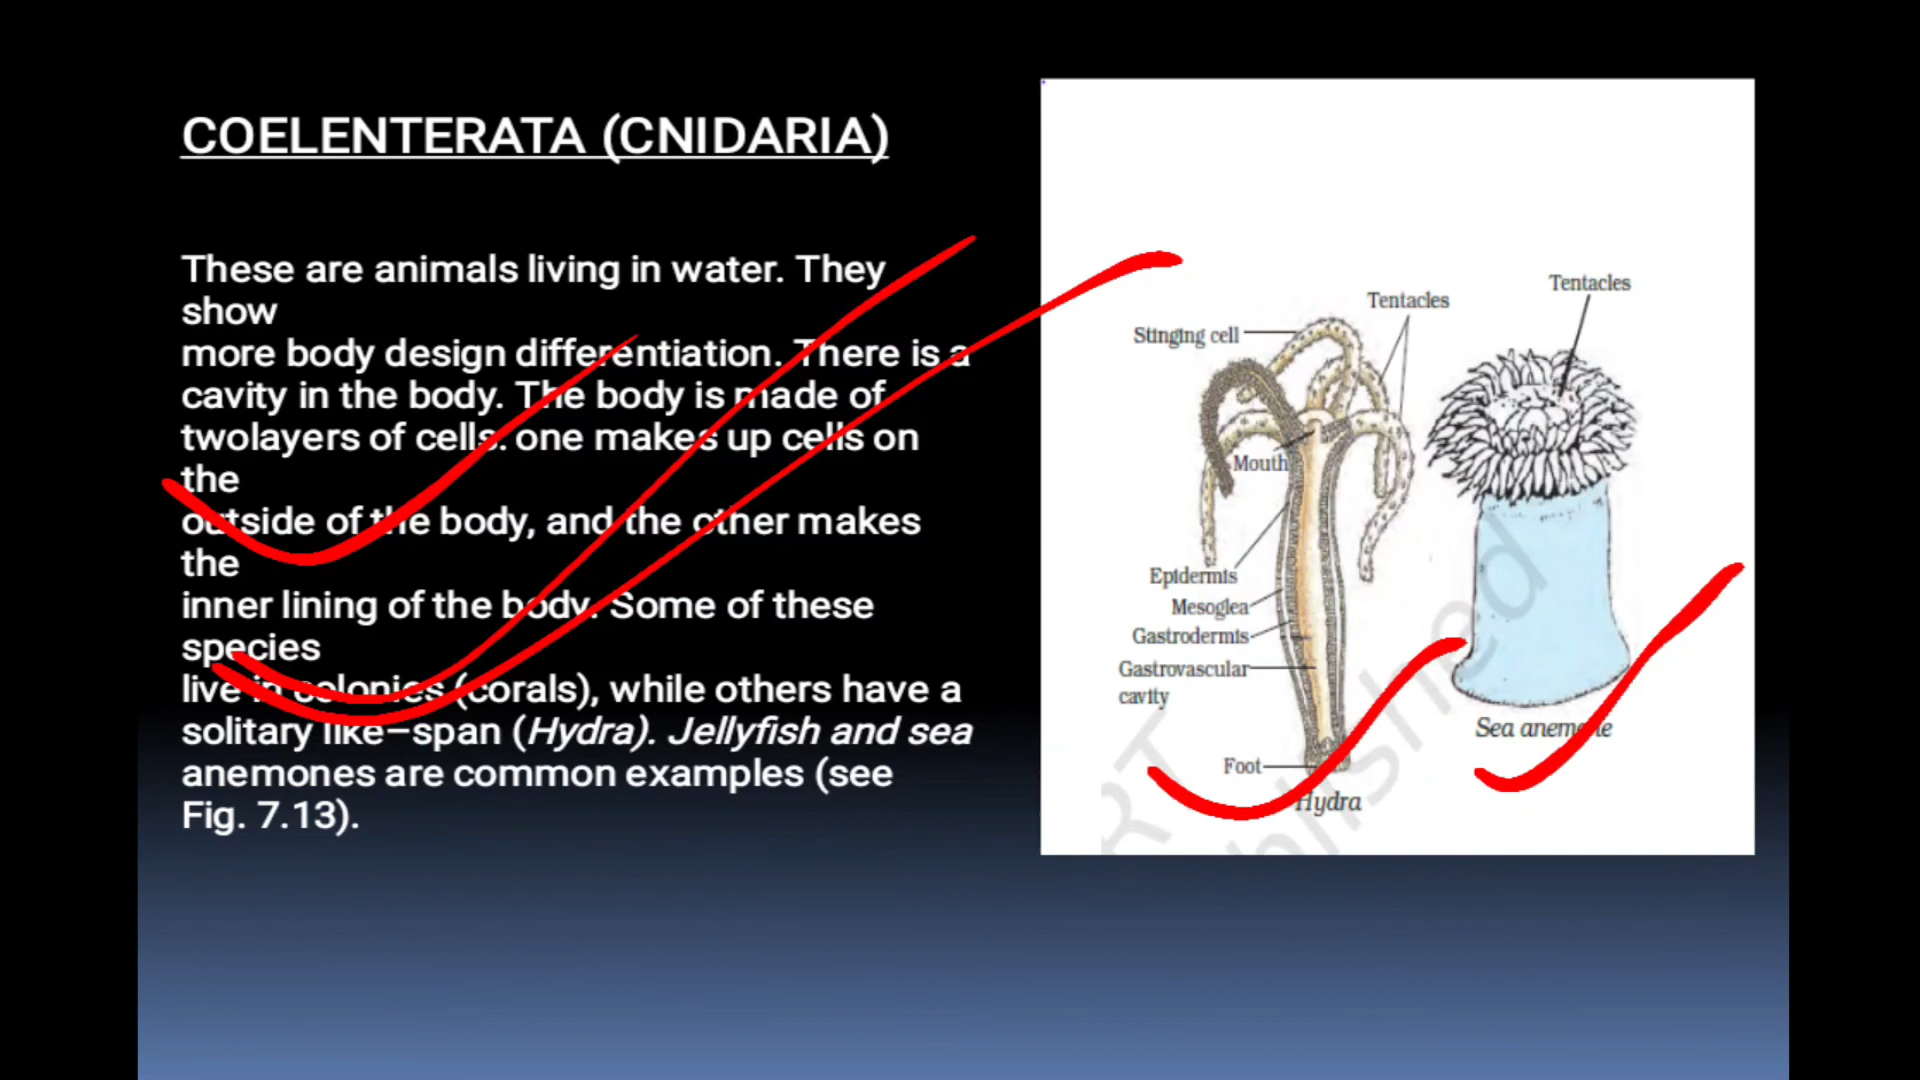 COELENTERATA (CNIDARIA)
These are animals living in water. They
show
more body design differentiation. There is a
cavity in the body. The body is made of
twolayers of cells: one makes up cells on
the
outside of the body, and the other makes
the
inner lining of the body. Some of these
species
live in colonies (corals), while others have a
solitary like–span (Hydra). Jellyfish and sea
anemones are common examples (see
Fig. 7.13).
Tentacles
Stinging cell
Mouth
Epidermis
Mesoglea
Gastrodermis
Gastrovascular
cavity
Foot
Hydra
Tentacles
Sea anemone